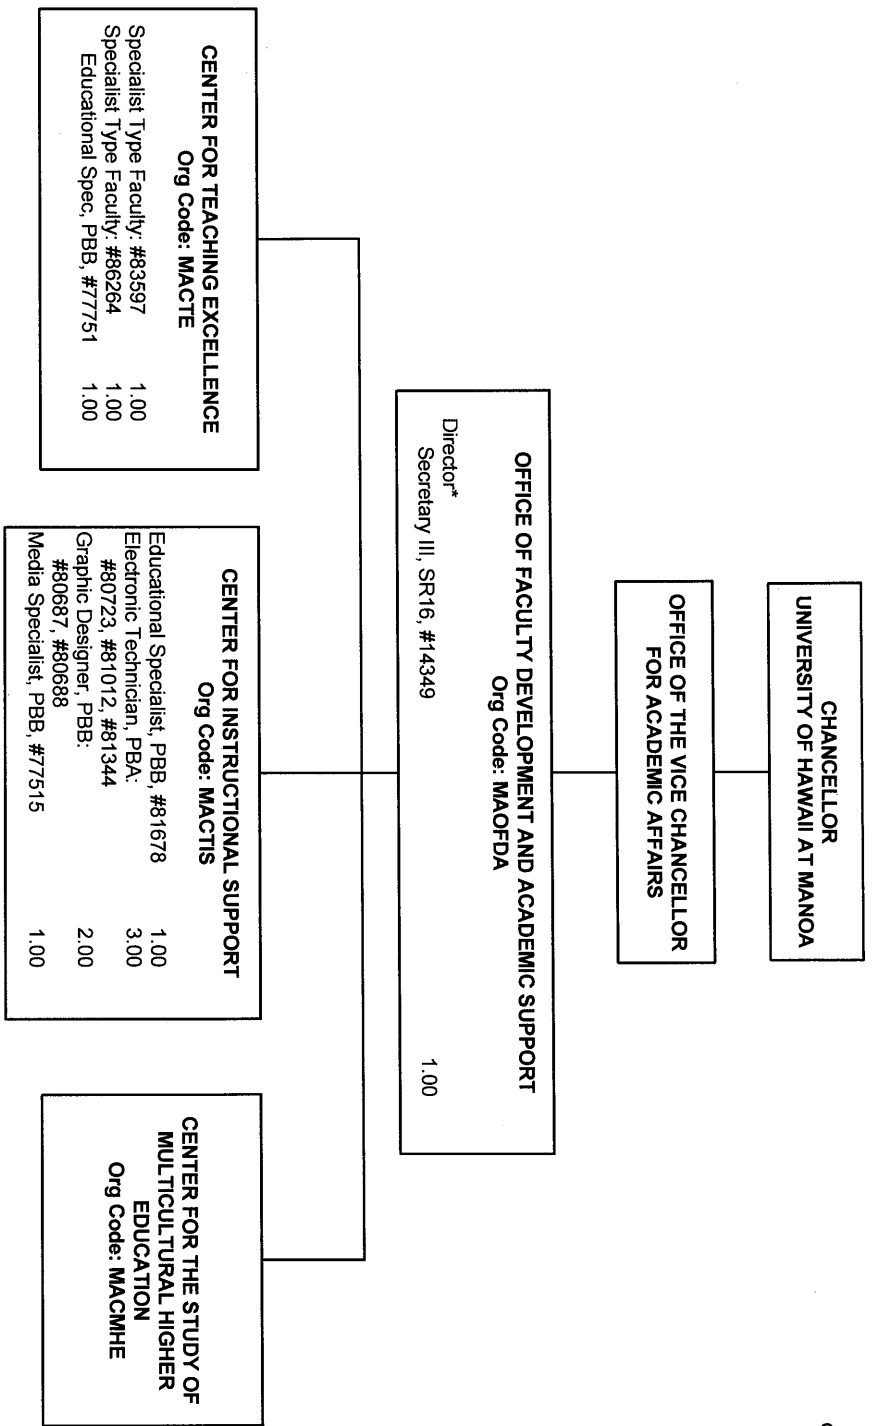 CHANCELLOR
UNIVERSITY OF HAWAII AT MANOA
OFFICE OF THE VICE CHANCELLOR
FOR ACADEMIC AFFAIRS
OFFICE OF FACULTY DEVELOPMENT AND ACADEMIC SUPPORT
Org Code: MAOFDA
Director*
Secretary III, SR16, #14349 1.00
CENTER FOR TEACHING EXCELLENCE
Org Code: MACTE
Specialist Type Faculty: #83597 1.00
Specialist Type Faculty: #86264 1.00
Educational Spec, PBB, #77751 1.00
CENTER FOR INSTRUCTIONAL SUPPORT
Org Code: MACTIS
Educational Specialist, PBB, #81678 1.00
Electronic Technician, PBA: 3.00
#80723, #81012, #81344
Graphic Designer, PBB: 2.00
#80687, #80688
Media Specialist, PBB, #77515 1.00
CENTER FOR THE STUDY OF
MULTICULTURAL HIGHER
EDUCATION
Org Code: MACMHE